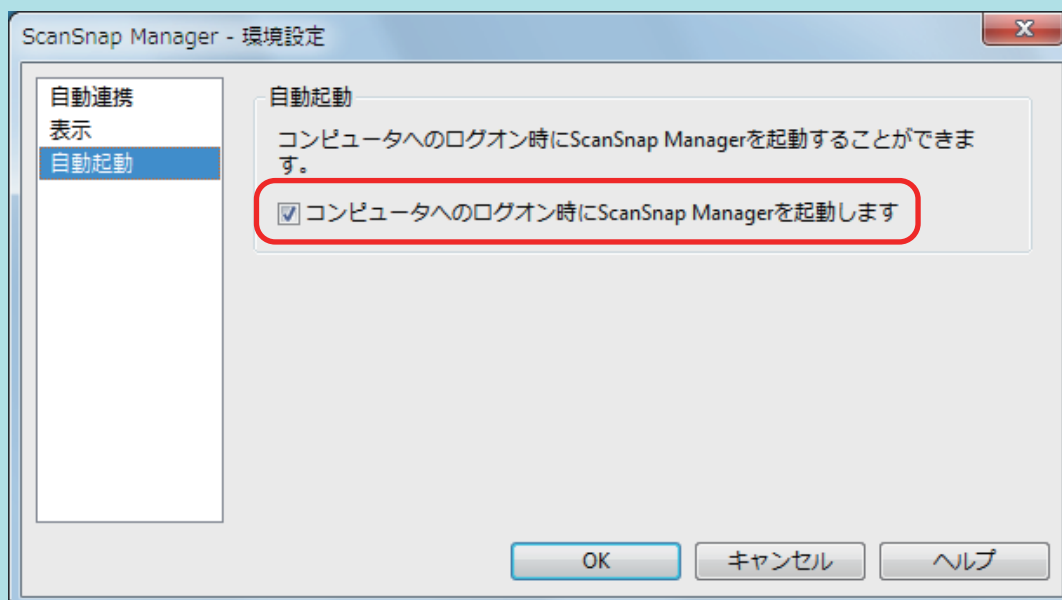 ScanSnap Manager - 環境設定
自動連携
表示
自動起動
自動起動
コンピュータへのログオン時にScanSnap Managerを起動することができま
す。
コンピュータへのログオン時にScanSnap Managerを起動します
OK
キャンセル
ヘルプ